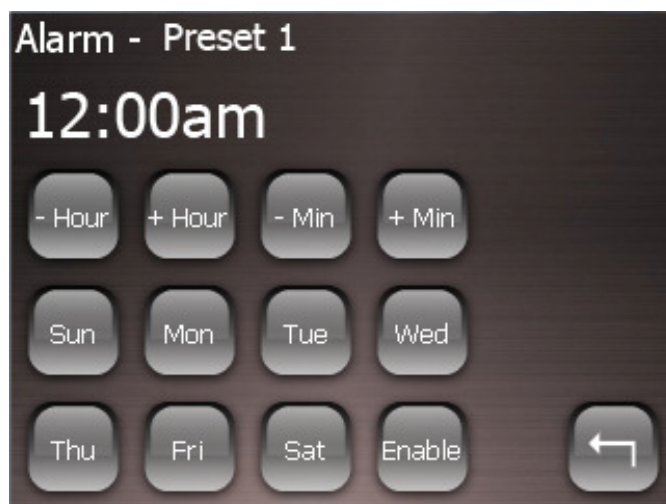 Alarm - Preset 1
12:00am
- Hour + Hour - Min + Min
Sun Mon Tue Wed
Thu Fri Sat Enable